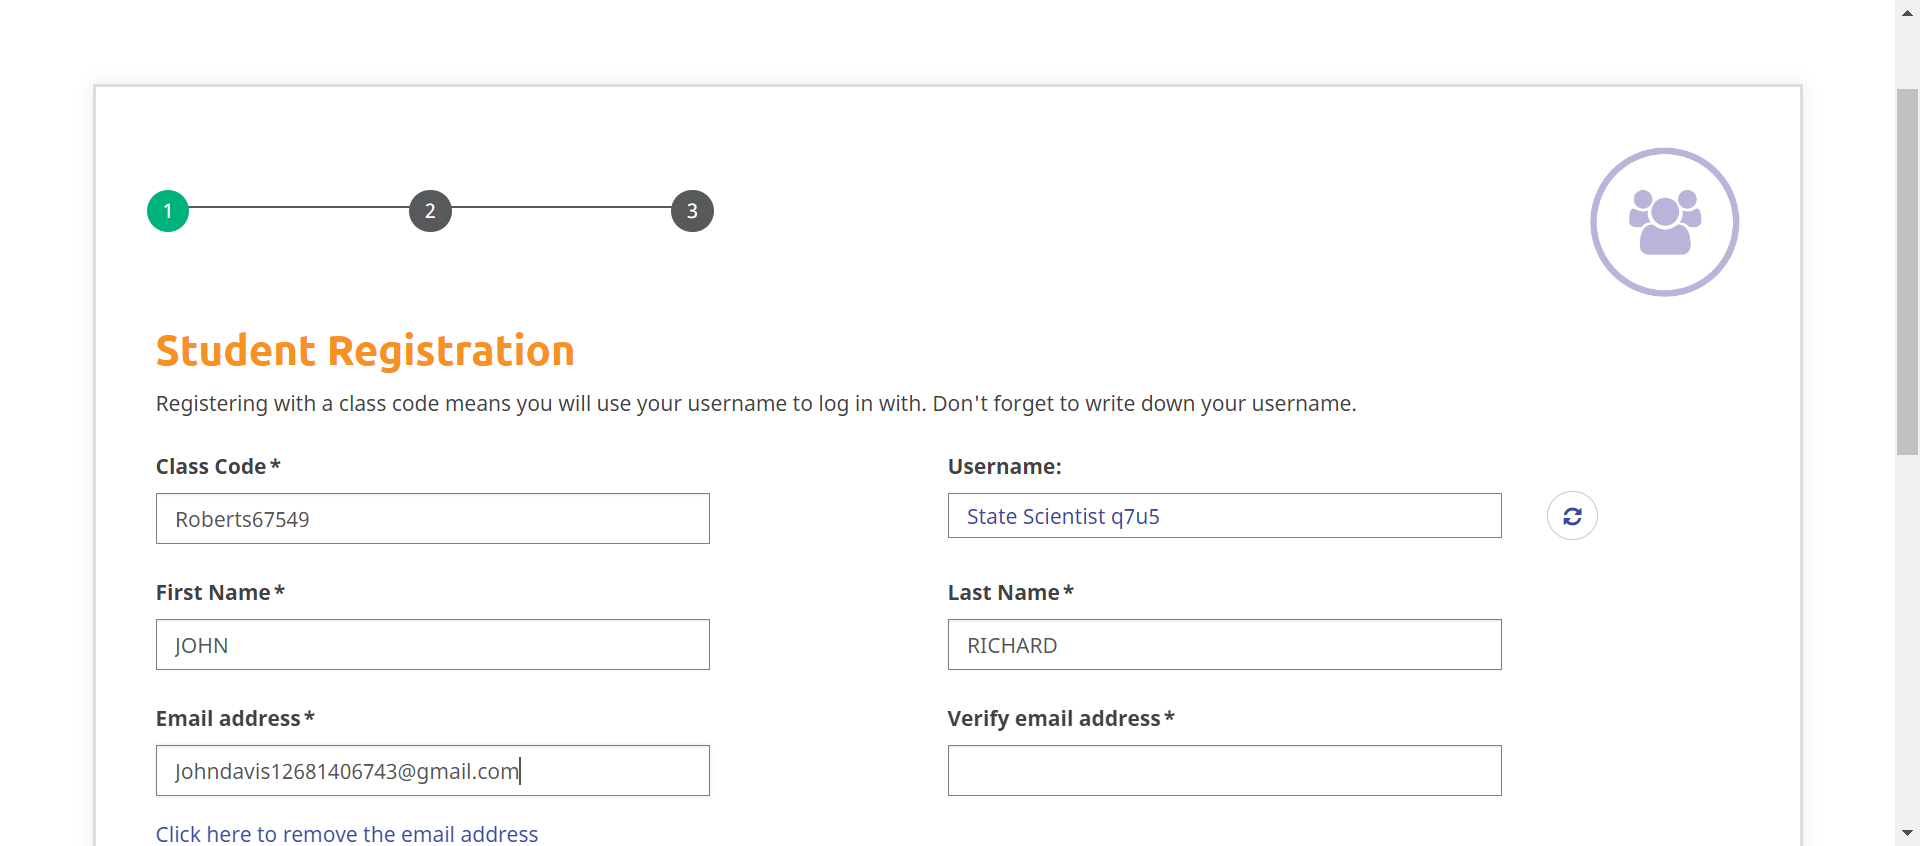 1 2 3
Student Registration
Registering with a class code means you will use your username to log in with. Don't forget to write down your username.
Class Code*
Username:
Roberts67549
State Scientist q7u5
First Name*
Last Name*
JOHN
RICHARD
Email address*
Verify email address*
Johndavis12681406743@gmail.com
Click here to remove the email address